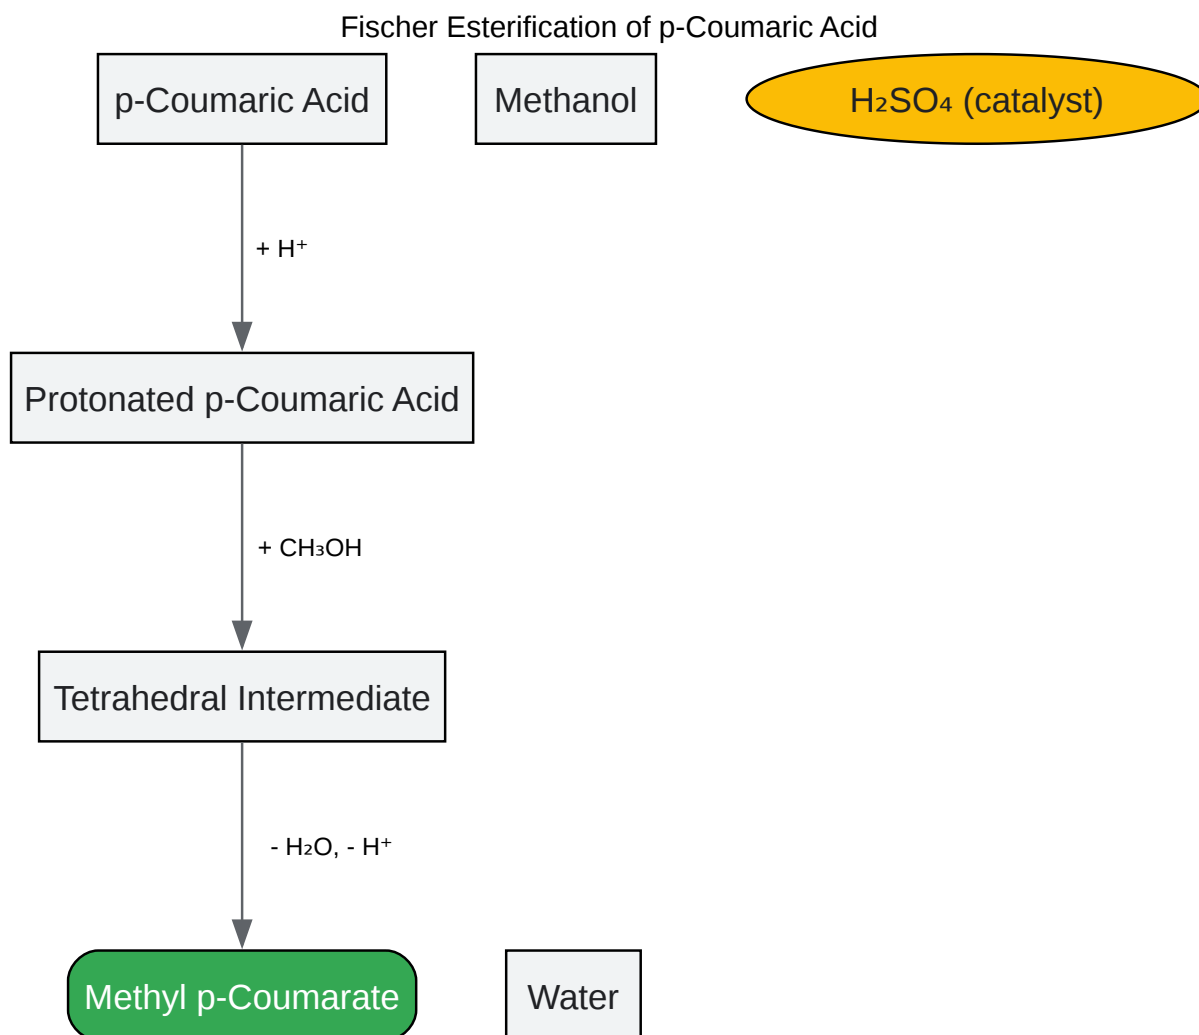 Fischer Esterification of p-Coumaric Acid
p-Coumaric Acid
Methanol
H₂SO₄ (catalyst)
+ H⁺
Protonated p-Coumaric Acid
+ CH₃OH
Tetrahedral Intermediate
- H₂O, - H⁺
Methyl p-Coumarate
Water